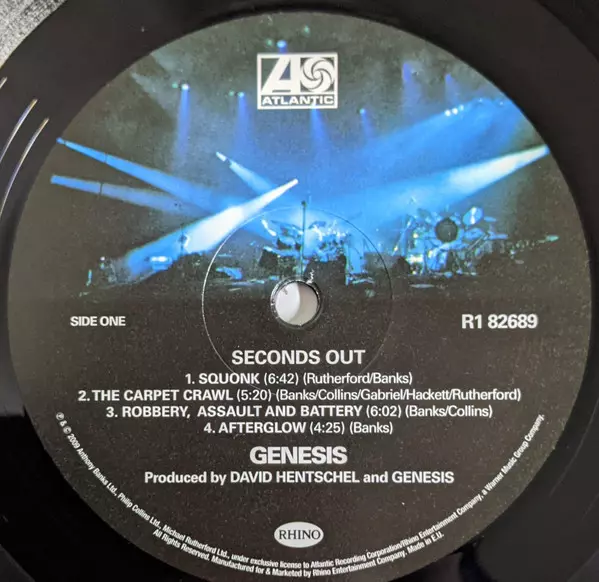 ATLANTIC
SIDE ONE
R1 82689
SECONDS OUT
1. SQUONK (6:42) (Rutherford/Banks)
2. THE CARPET CRAWL (5:20) (Banks/Collins/Gabriel/Hackett/Rutherford)
3. ROBBERY, ASSAULT AND BATTERY (6:02) (Banks/Collins)
4. AFTERGLOW (4:25) (Banks)
GENESIS
Produced by DAVID HENTSCHEL and GENESIS
RHINO
℗ & © 2009 Anthony Banks Ltd., Philip Collins Ltd., Michael Rutherford Ltd., under exclusive license to Atlantic Recording Corporation/Rhino Entertainment Company, a Warner Music Group Company.
All Rights Reserved. Manufactured for & Marketed by Rhino Entertainment Company. Made in E.U.